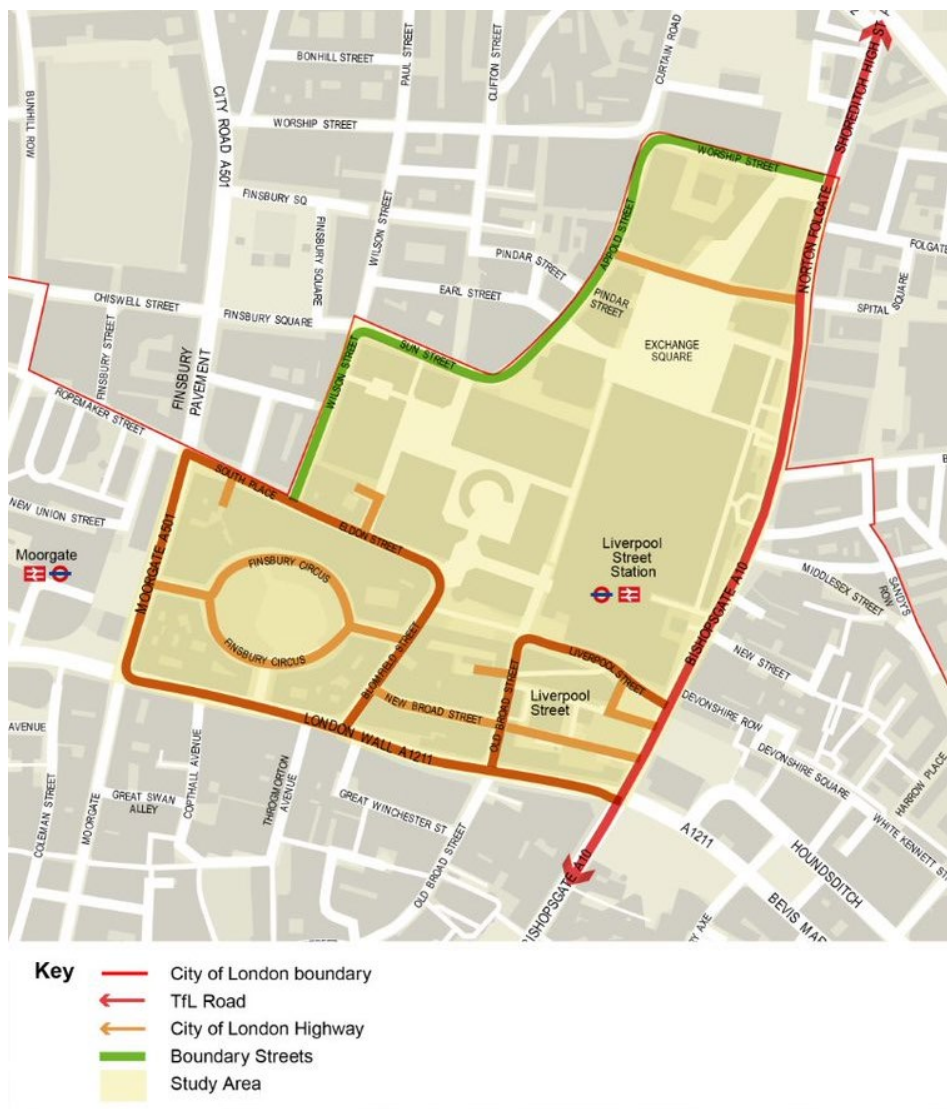 BONHILL STREET
PAUL STREET
CLIFTON STREET
CURTAIN ROAD
SHOREDITCH HIGH ST
BUNHILL ROW
CITY ROAD A501
WORSHIP STREET
WORSHIP STREET
FINSBURY SQ
FINSBURY SQUARE
WILSON STREET
APPOLD STREET
NORTON FOLGATE
FOLGATE
PINDAR STREET
PINDAR STREET
EARL STREET
SPITAL SQUARE
CHISWELL STREET
FINSBURY SQUARE
FINSBURY STREET
EXCHANGE SQUARE
SUN STREET
WILSON STREET
FINSBURY PAVEMENT
ROPEMAKER STREET
SOUTH PLACE
NEW UNION STREET
MOORGATE A501
ELDON STREET
Moorgate
Liverpool
Street
Station
FINSBURY CIRCUS
FINSBURY CIRCUS
MIDDLESEX STREET
SANDY'S ROW
BISHOPSGATE A10
BLOMFIELD STREET
LIVERPOOL STREET
NEW STREET
NEW BROAD STREET
OLD BROAD STREET
Liverpool
Street
DEVONSHIRE ROW
DEVONSHIRE SQUARE
HARROW PLACE
LONDON WALL A1211
AVENUE
COLEMAN STREET
MOORGATE
GREAT SWAN
ALLEY
COPTHALL AVENUE
THROGMORTON AVENUE
GREAT WINCHESTER ST
OLD BROAD STREET
A1211
WHITE KENNETT ST
HOUNDSDITCH
BEVIS MAR
BISHOPSGATE A10
RY AXE
Key
City of London boundary
TfL Road
City of London Highway
Boundary Streets
Study Area